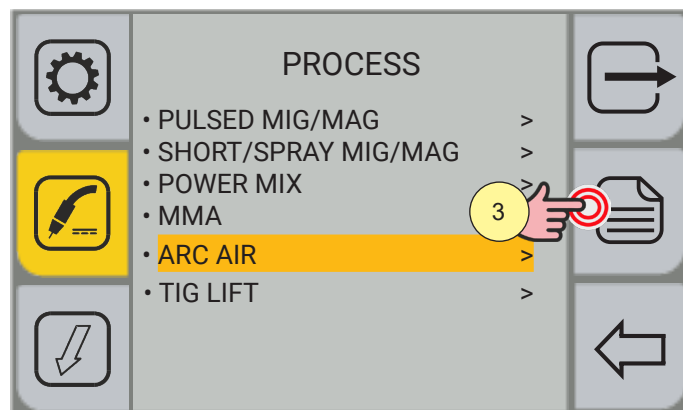 PROCESS
• PULSED MIG/MAG >
• SHORT/SPRAY MIG/MAG >
• POWER MIX >
• MMA
3
• ARC AIR >
• TIG LIFT >